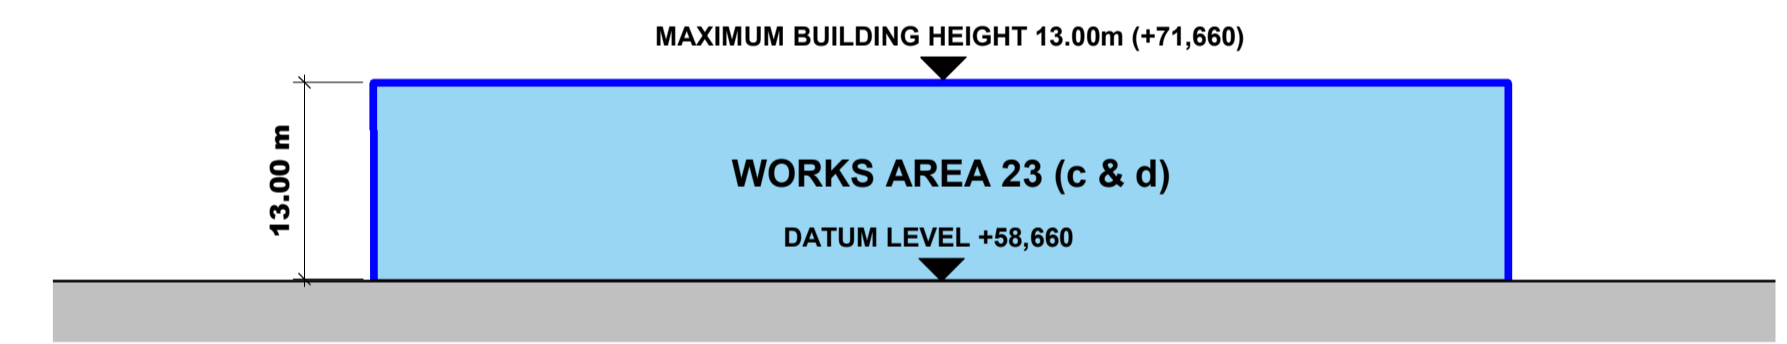 MAXIMUM BUILDING HEIGHT 13.00m (+71,660)
13.00 m
WORKS AREA 23 (c & d)
DATUM LEVEL +58,660